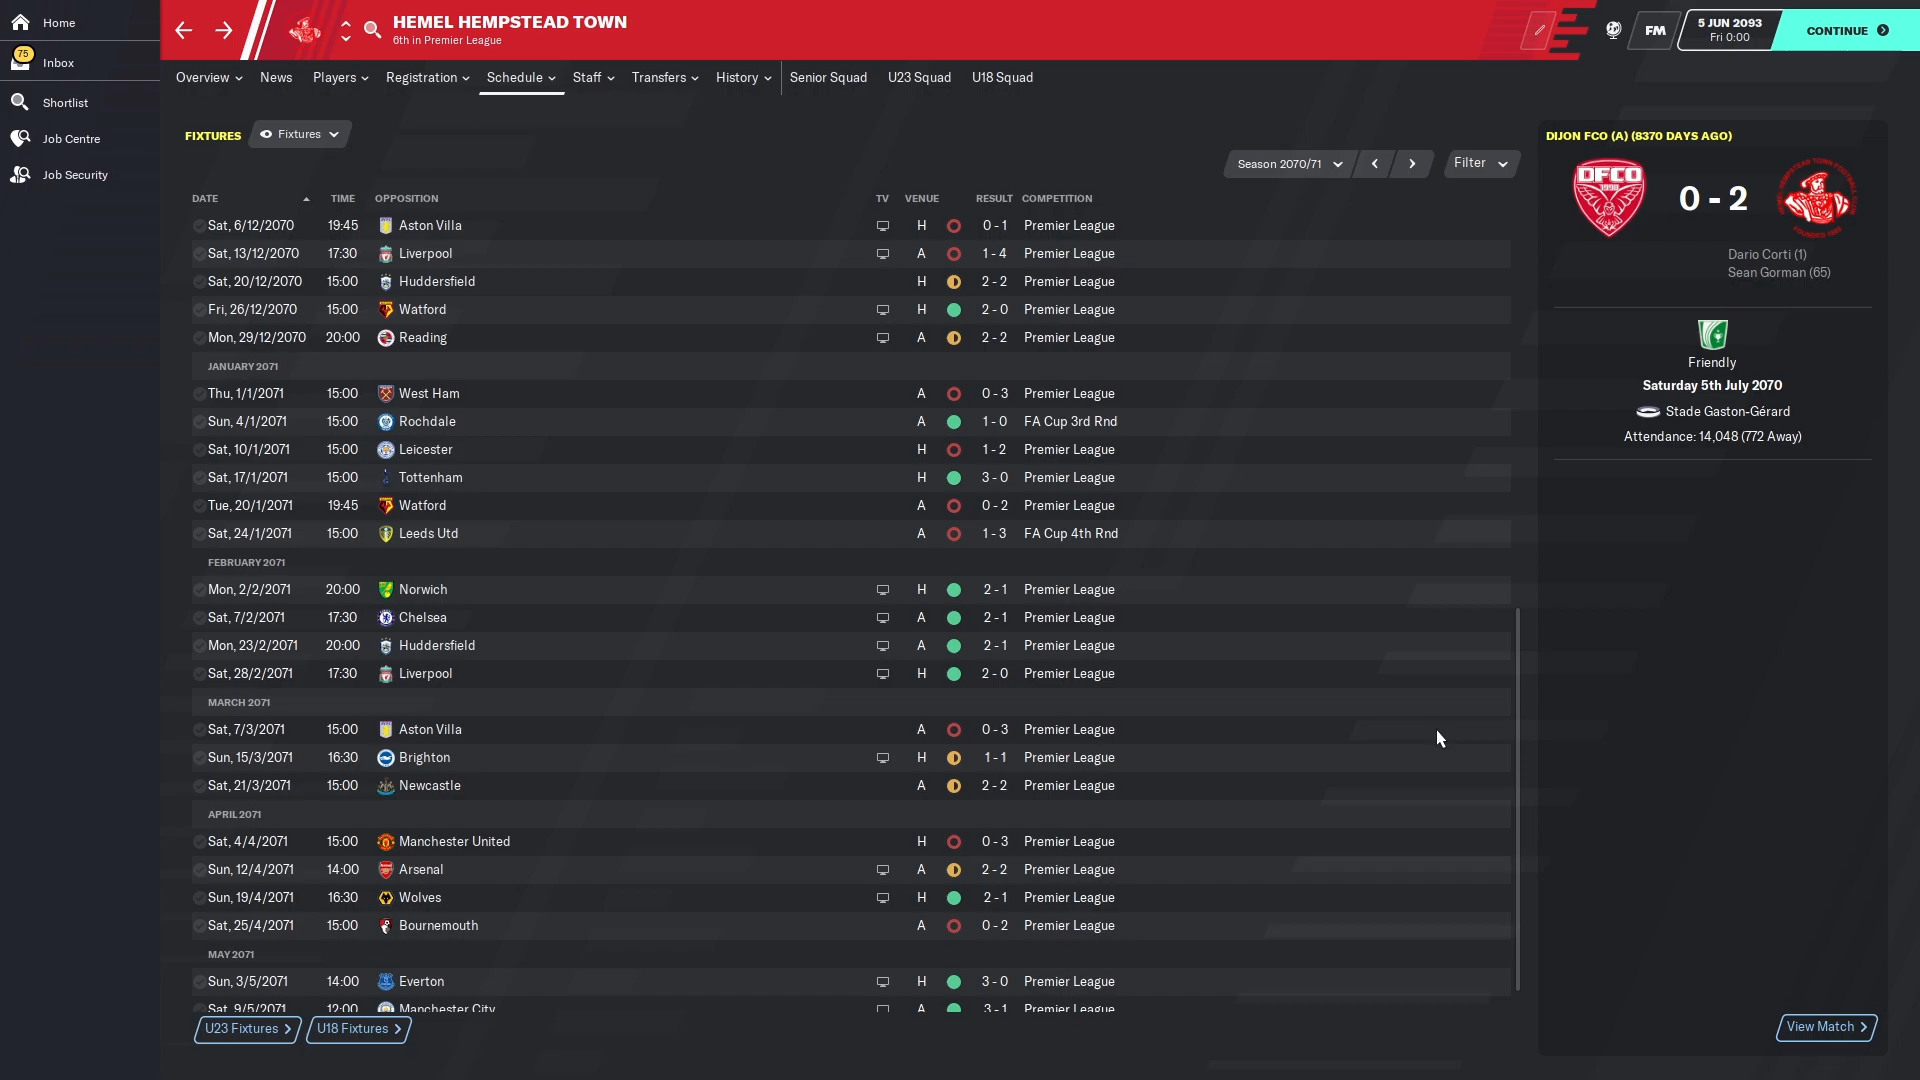 Home
75
Inbox
Shortlist
Job Centre
Job Security
HEMEL HEMPSTEAD TOWN
6th in Premier League
FM
5 JUN 2093
Fri 0:00
CONTINUE
Overview News Players Registration Schedule Staff Transfers History Senior Squad U23 Squad U18 Squad
FIXTURES Fixtures
Season 2070/71 Filter
DATE TIME OPPOSITION TV VENUE RESULT COMPETITION
Sat, 6/12/2070 19:45 Aston Villa H 0 - 1 Premier League
Sat, 13/12/2070 17:30 Liverpool A 1 - 4 Premier League
Sat, 20/12/2070 15:00 Huddersfield H 2 - 2 Premier League
Fri, 26/12/2070 15:00 Watford H 2 - 0 Premier League
Mon, 29/12/2070 20:00 Reading A 2 - 2 Premier League
JANUARY 2071
Thu, 1/1/2071 15:00 West Ham A 0 - 3 Premier League
Sun, 4/1/2071 15:00 Rochdale A 1 - 0 FA Cup 3rd Rnd
Sat, 10/1/2071 15:00 Leicester H 1 - 2 Premier League
Sat, 17/1/2071 15:00 Tottenham H 3 - 0 Premier League
Tue, 20/1/2071 19:45 Watford A 0 - 2 Premier League
Sat, 24/1/2071 15:00 Leeds Utd A 1 - 3 FA Cup 4th Rnd
FEBRUARY 2071
Mon, 2/2/2071 20:00 Norwich H 2 - 1 Premier League
Sat, 7/2/2071 17:30 Chelsea A 2 - 1 Premier League
Mon, 23/2/2071 20:00 Huddersfield A 2 - 1 Premier League
Sat, 28/2/2071 17:30 Liverpool H 2 - 0 Premier League
MARCH 2071
Sat, 7/3/2071 15:00 Aston Villa A 0 - 3 Premier League
Sun, 15/3/2071 16:30 Brighton H 1 - 1 Premier League
Sat, 21/3/2071 15:00 Newcastle A 2 - 2 Premier League
APRIL 2071
Sat, 4/4/2071 15:00 Manchester United H 0 - 3 Premier League
Sun, 12/4/2071 14:00 Arsenal A 2 - 2 Premier League
Sun, 19/4/2071 16:30 Wolves H 2 - 1 Premier League
Sat, 25/4/2071 15:00 Bournemouth A 0 - 2 Premier League
MAY 2071
Sun, 3/5/2071 14:00 Everton H 3 - 0 Premier League
Sat, 9/5/2071 12:00 Manchester City A 3 - 1 Premier League
U23 Fixtures U18 Fixtures
DIJON FCO (A) (8370 DAYS AGO)
DFCO
1998
0 - 2
Dario Corti (1)
Sean Gorman (65)
Friendly
Saturday 5th July 2070
Stade Gaston-Gérard
Attendance: 14,048 (772 Away)
View Match